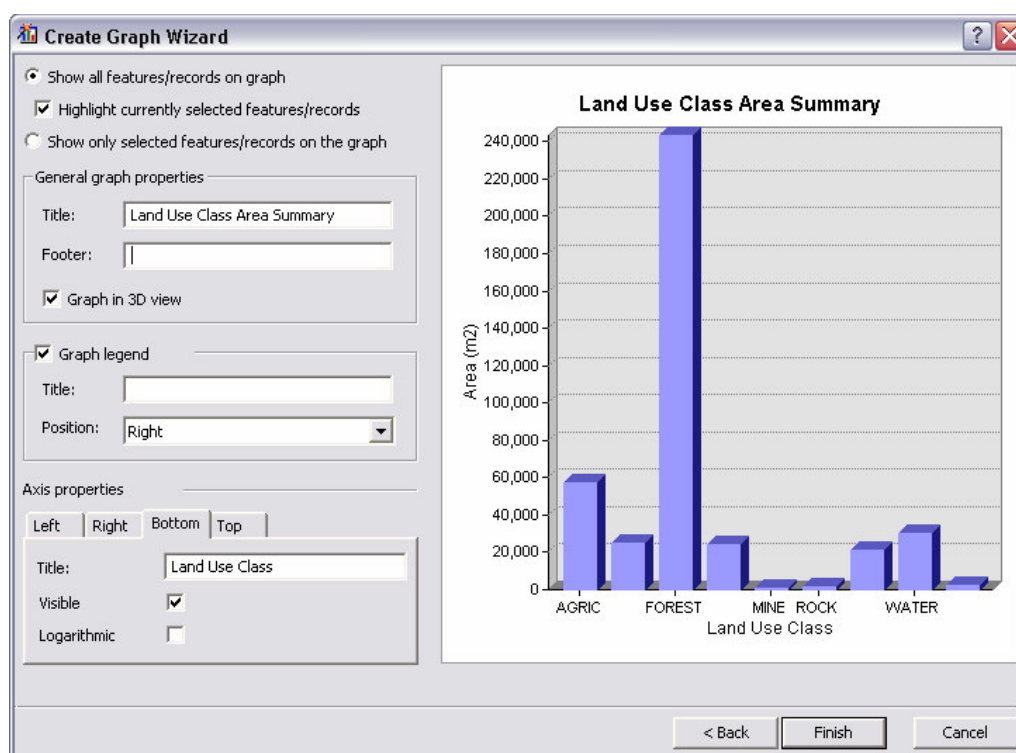 Create Graph Wizard
Show all features/records on graph
Highlight currently selected features/records
Show only selected features/records on the graph
General graph properties
Title: Land Use Class Area Summary
Footer:
Graph in 3D view
Graph legend
Title:
Position: Right
Axis properties
Left Right Bottom Top
Title: Land Use Class
Visible
Logarithmic
Land Use Class Area Summary
240,000
220,000
200,000
180,000
160,000
140,000
120,000
100,000
80,000
60,000
40,000
20,000
0
Area (m2)
AGRIC FOREST MINE ROCK WATER
Land Use Class
< Back Finish Cancel